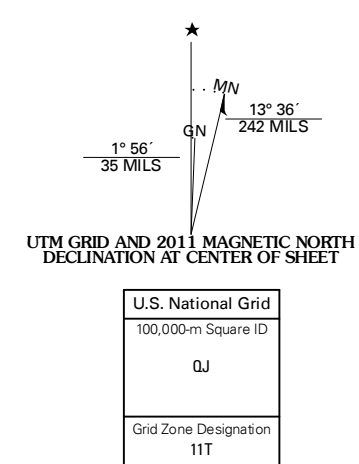 MN
13° 36´
242 MILS
GN
1° 56´
35 MILS
UTM GRID AND 2011 MAGNETIC NORTH
DECLINATION AT CENTER OF SHEET
U.S. National Grid
100,000-m Square ID
QJ
Grid Zone Designation
11T